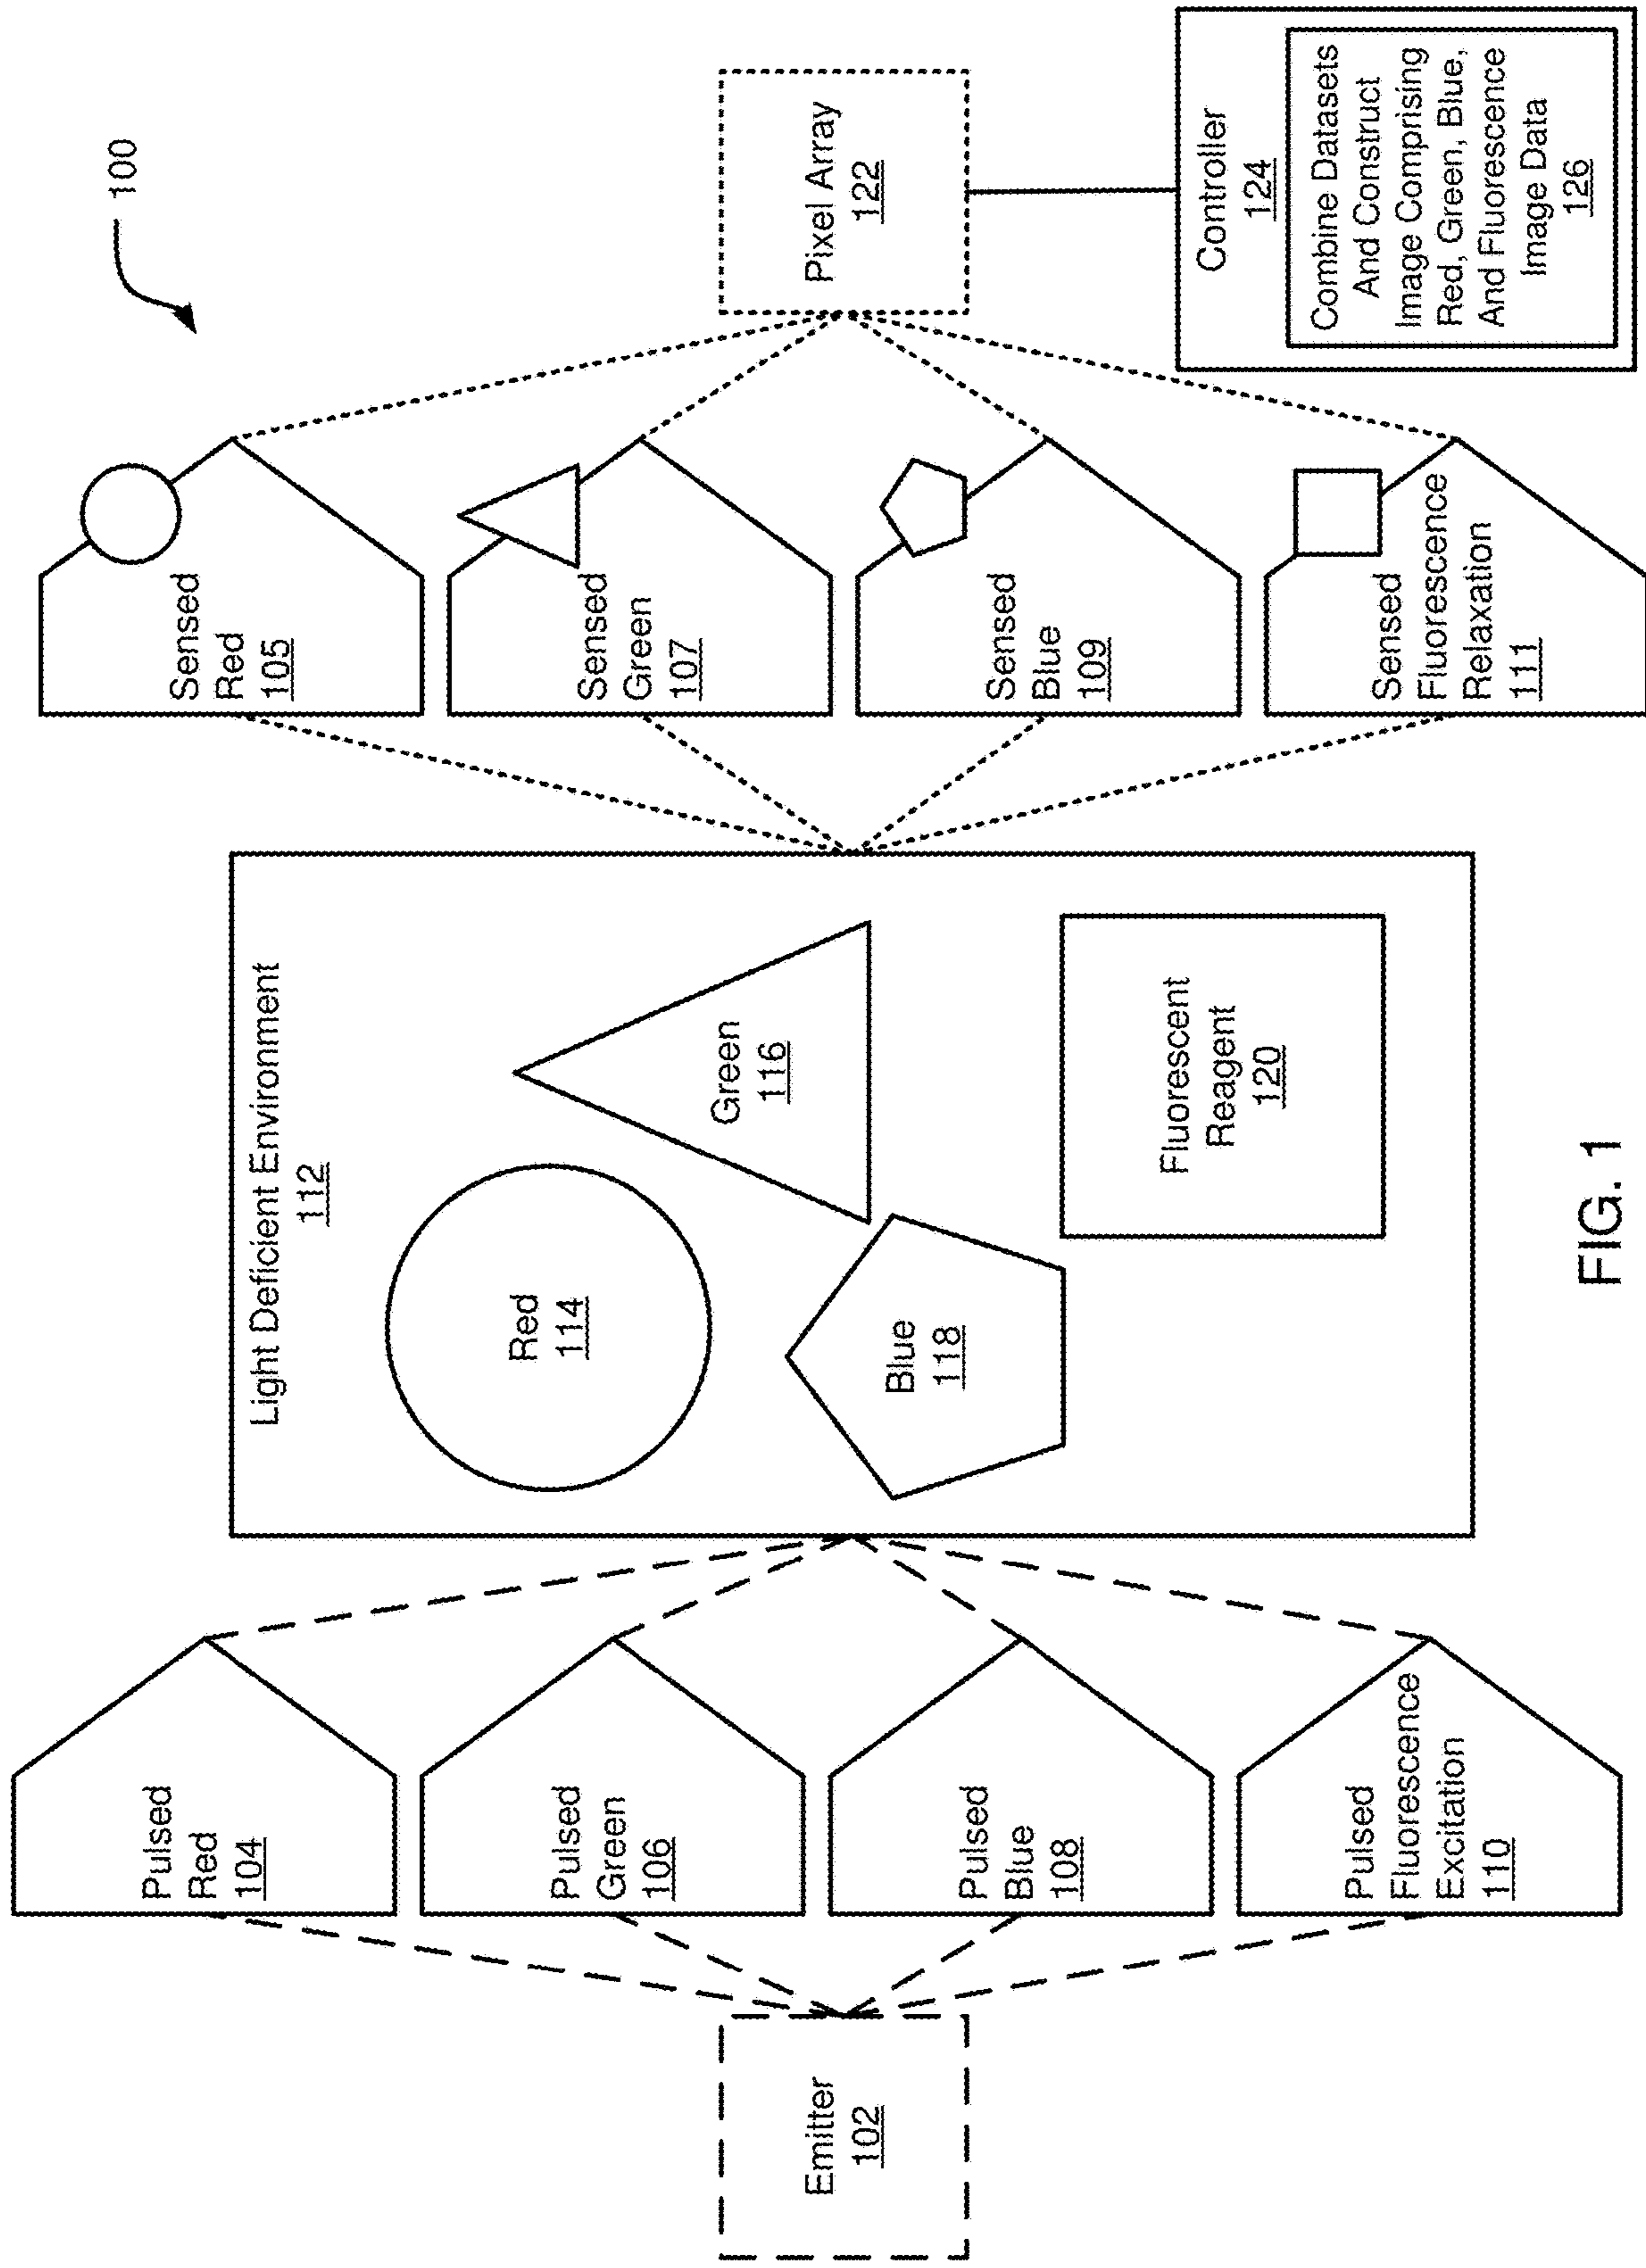 100
Emitter
102
Pulsed
Red
104
Pulsed
Green
106
Pulsed
Blue
108
Pulsed
Fluorescence
Excitation
110
Light Deficient Environment
112
Red
114
Green
116
Blue
118
Fluorescent
Reagent
120
Sensed
Red
105
Sensed
Green
107
Sensed
Blue
109
Sensed
Fluorescence
Relaxation
111
Pixel Array
122
Controller
124
Combine Datasets
And Construct
Image Comprising
Red, Green, Blue,
And Fluorescence
Image Data
126
FIG. 1